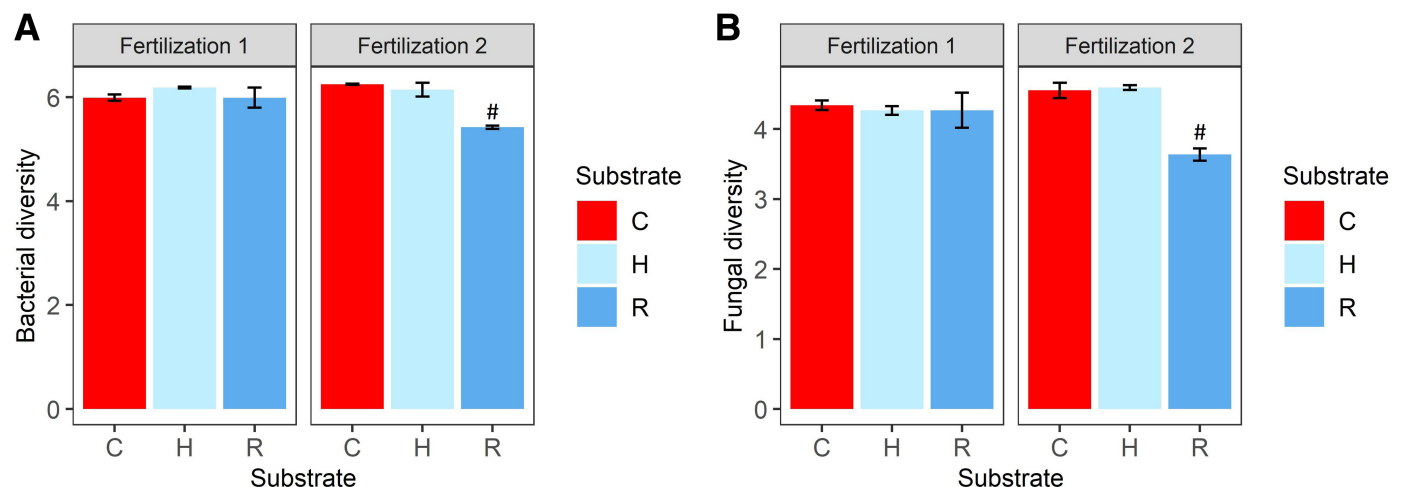 A
Fertilization 1
Fertilization 2
Bacterial diversity
6
4
2
0
#
C
H
R
C
H
R
Substrate
Substrate
C
H
R
B
Fertilization 1
Fertilization 2
Fungal diversity
4
3
2
1
0
#
C
H
R
C
H
R
Substrate
Substrate
C
H
R